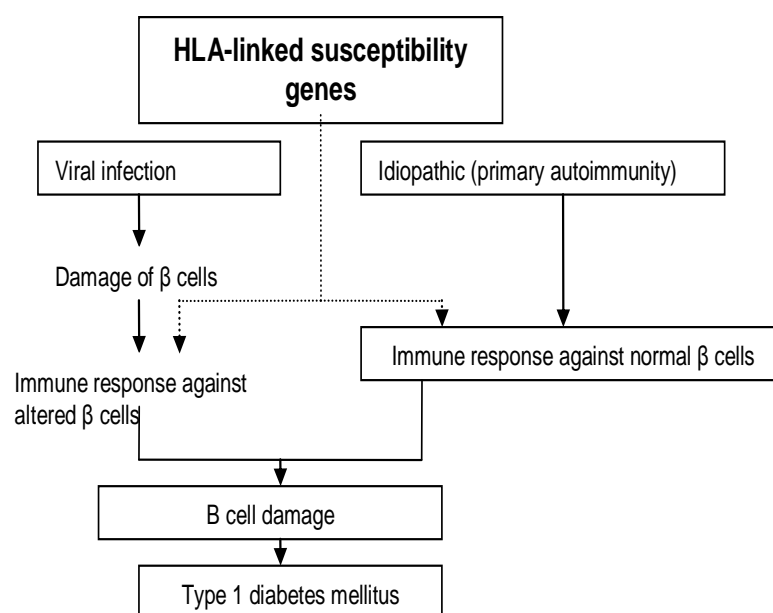 HLA-linked susceptibility
genes
Viral infection
Idiopathic (primary autoimmunity)
Damage of β cells
Immune response against normal β cells
Immune response against
altered β cells
B cell damage
Type 1 diabetes mellitus